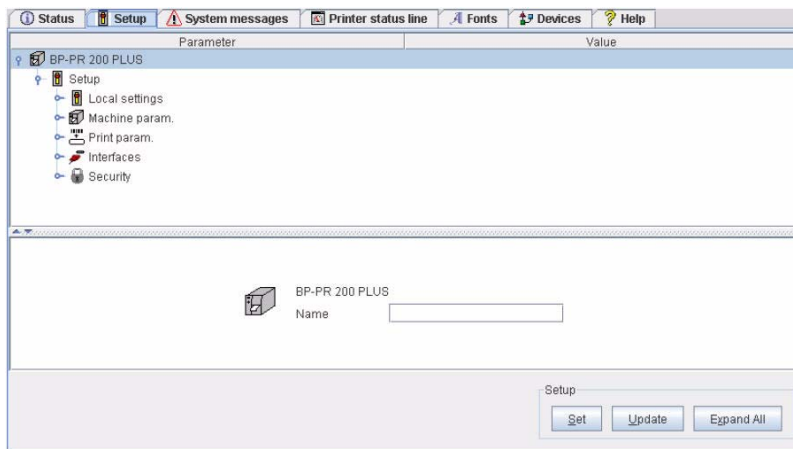 Status Setup System messages Printer status line Fonts Devices Help
Parameter Value
BP-PR 200 PLUS
Setup
Local settings
Machine param.
Print param.
Interfaces
Security
BP-PR 200 PLUS
Name
Setup
Set Update Expand All